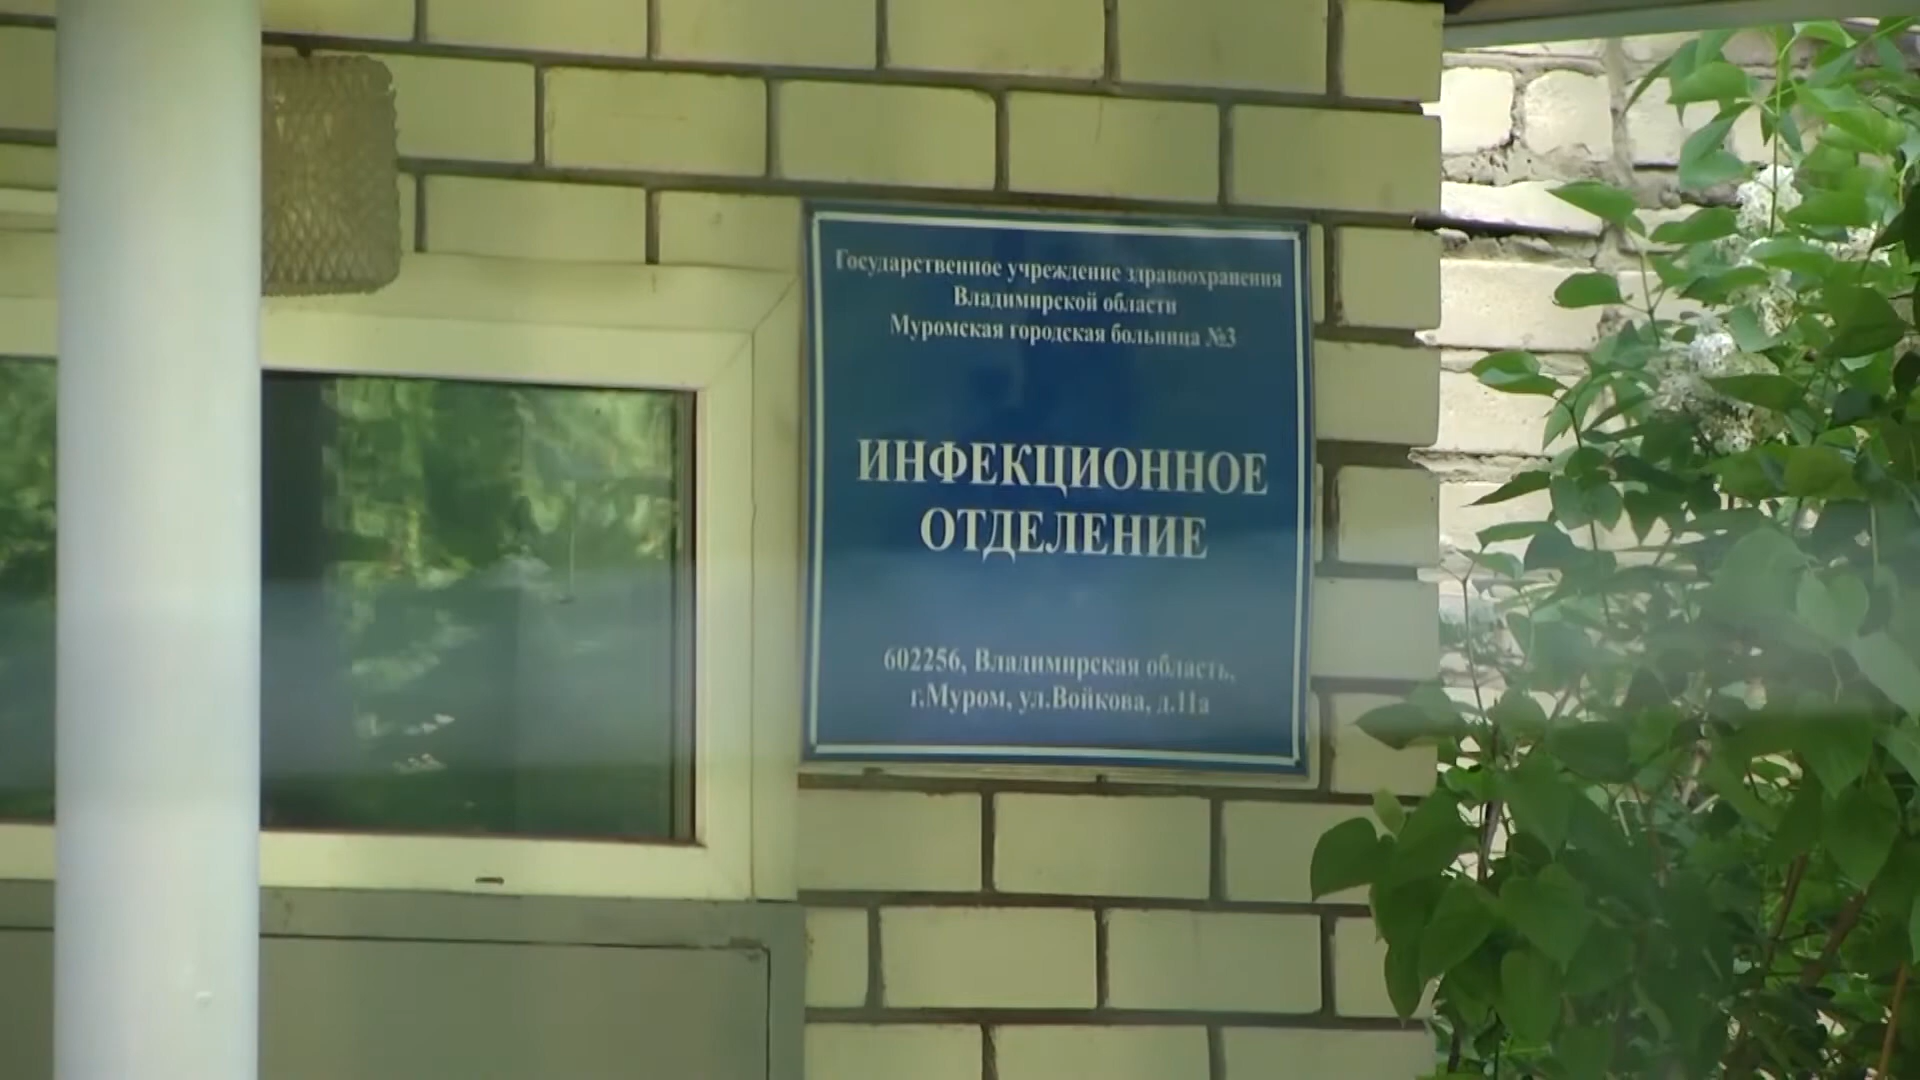 Государственное учреждение здравоохранения
Владимирской области
Муромская городская больница №3
ИНФЕКЦИОННОЕ
ОТДЕЛЕНИЕ
602256, Владимирская область,
г.Муром, ул.Войкова, д.11а